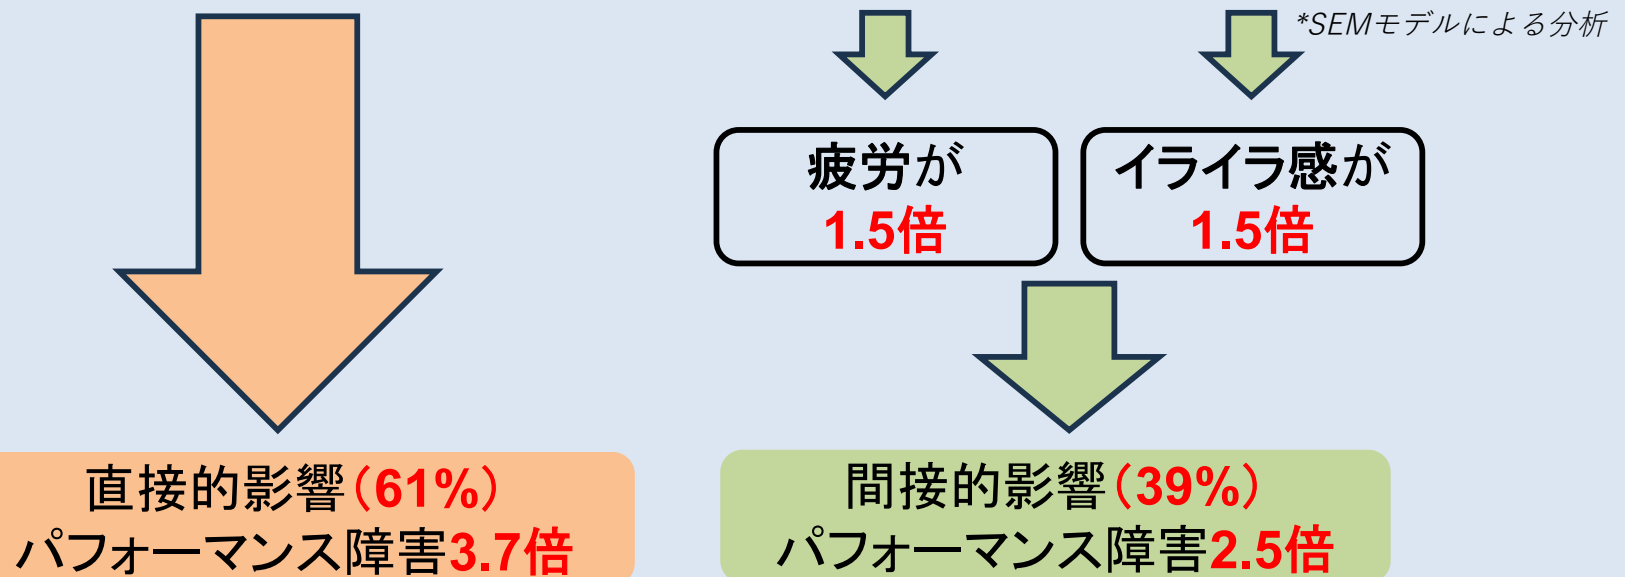 *SEMモデルによる分析
疲労が
1.5倍
イライラ感が
1.5倍
直接的影響（61%）
パフォーマンス障害3.7倍
間接的影響（39%）
パフォーマンス障害2.5倍